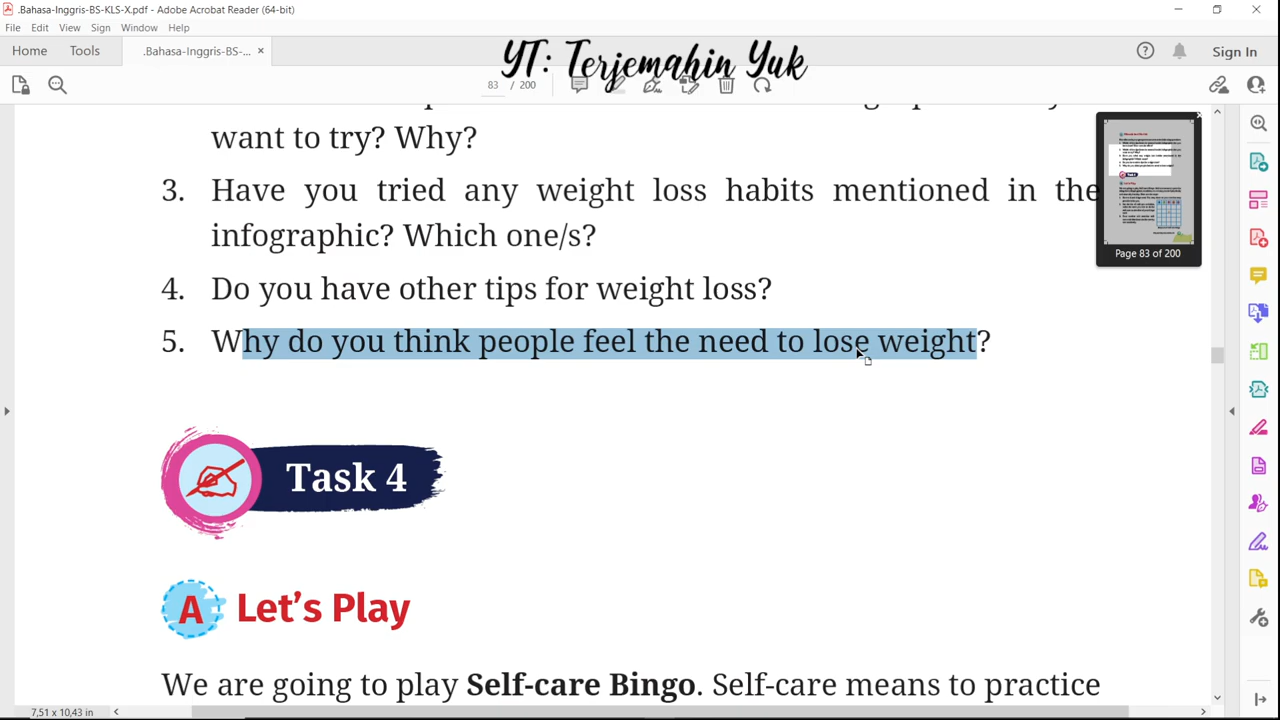 .Bahasa-Inggris-BS-KLS-X.pdf - Adobe Acrobat Reader (64-bit)
File Edit View Sign Window Help
Home Tools .Bahasa-Inggris-BS-... × Sign In
YT: Terjemahin Yuk
83 / 200
want to try? Why?
3. Have you tried any weight loss habits mentioned in the
infographic? Which one/s?
4. Do you have other tips for weight loss?
5. Why do you think people feel the need to lose weight?
Page 83 of 200
Task 4
A Let's Play
We are going to play Self-care Bingo. Self-care means to practice
7,51 x 10,43 in